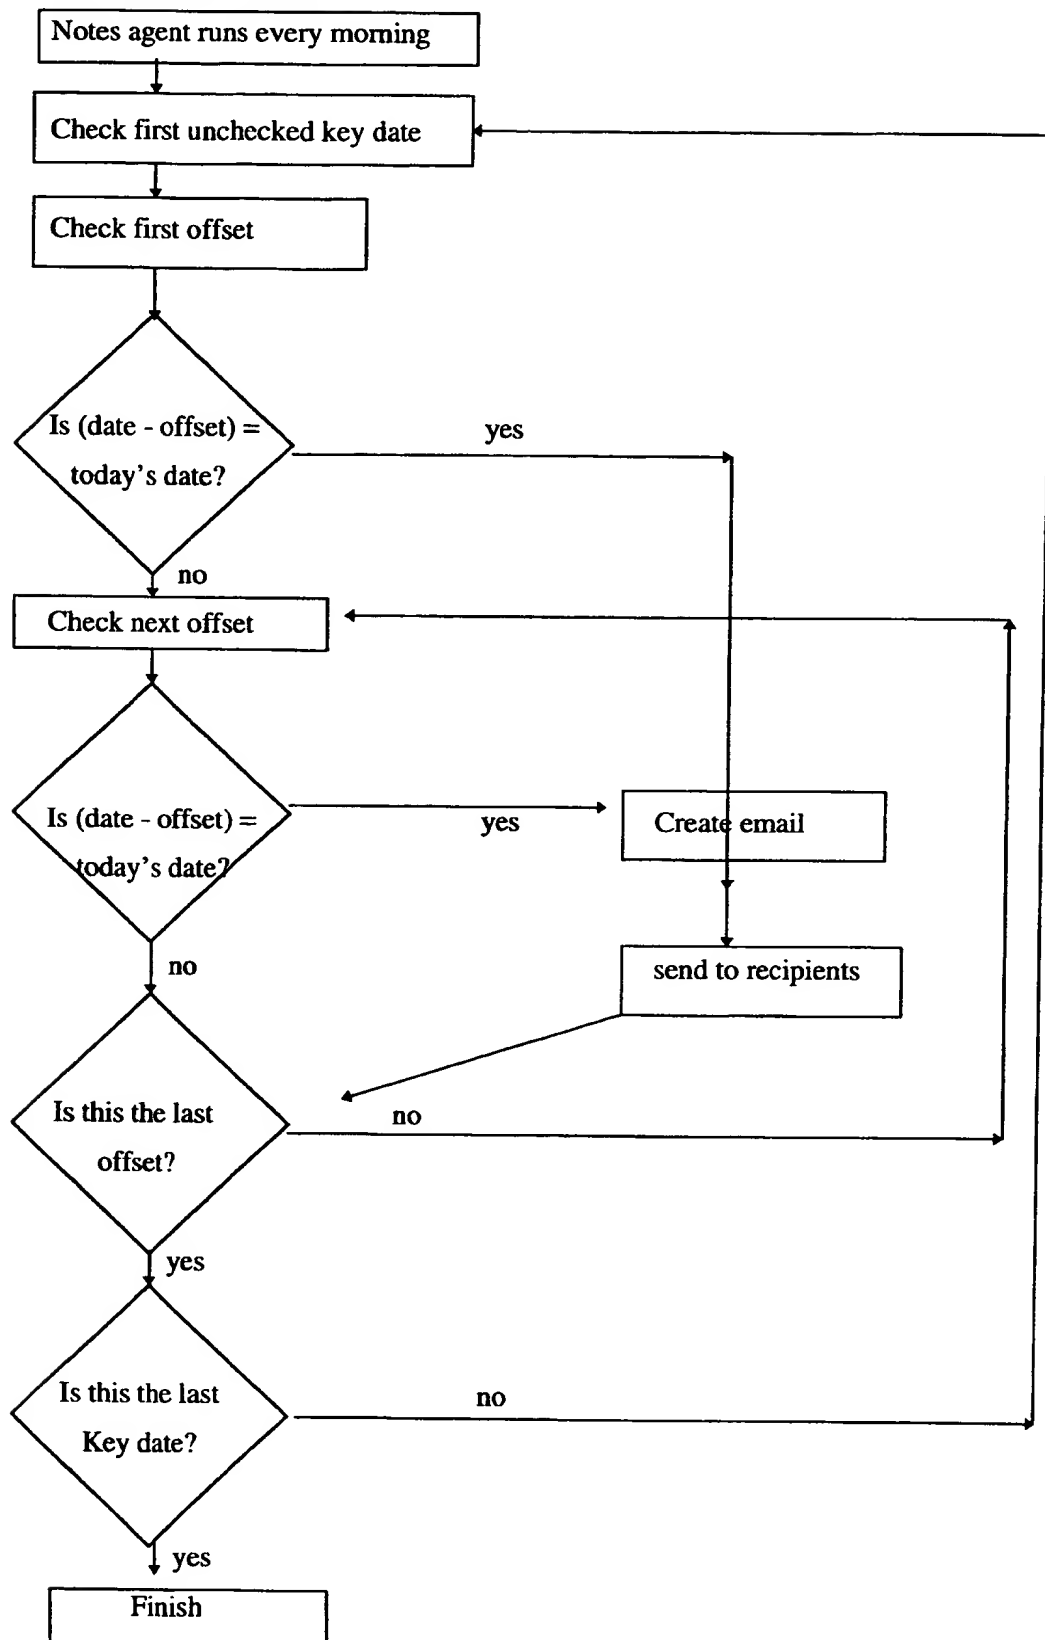 Notes agent runs every morning
Check first unchecked key date
Check first offset
Is (date - offset) =
today's date?
yes
no
Check next offset
Is (date - offset) =
today's date?
yes
Create email
no
send to recipients
Is this the last
offset?
no
yes
Is this the last
Key date?
no
yes
Finish